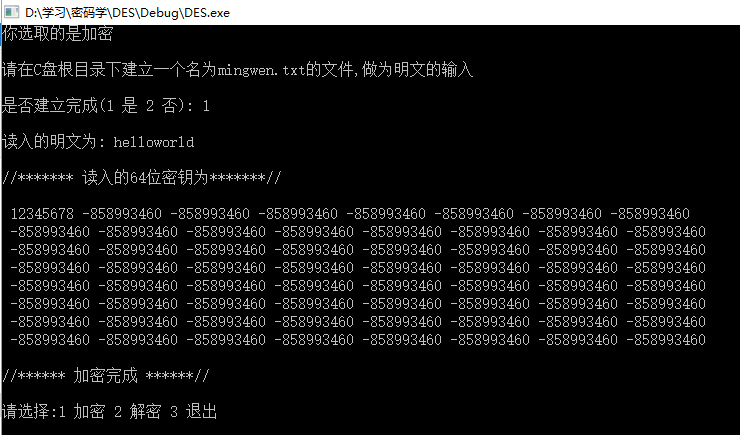 D:\学习\密码学\DES\Debug\DES.exe
你选取的是加密
请在C盘根目录下建立一个名为mingwen.txt的文件,做为明文的输入
是否建立完成(1 是 2 否): 1
读入的明文为: helloworld
//******* 读入的64位密钥为*******//
12345678 -858993460 -858993460 -858993460 -858993460 -858993460 -858993460 -858993460
-858993460 -858993460 -858993460 -858993460 -858993460 -858993460 -858993460 -858993460
-858993460 -858993460 -858993460 -858993460 -858993460 -858993460 -858993460 -858993460
-858993460 -858993460 -858993460 -858993460 -858993460 -858993460 -858993460 -858993460
-858993460 -858993460 -858993460 -858993460 -858993460 -858993460 -858993460 -858993460
-858993460 -858993460 -858993460 -858993460 -858993460 -858993460 -858993460 -858993460
-858993460 -858993460 -858993460 -858993460 -858993460 -858993460 -858993460 -858993460
-858993460 -858993460 -858993460 -858993460 -858993460 -858993460 -858993460 -858993460
//****** 加密完成 ******//
请选择:1 加密 2 解密 3 退出